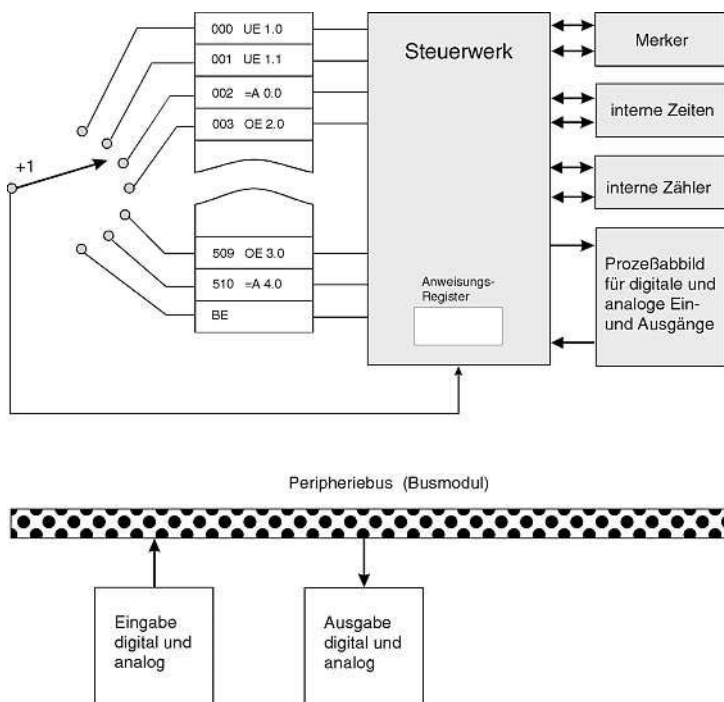 000 UE 1.0
001 UE 1.1
002 =A 0.0
003 OE 2.0
+1
509 OE 3.0
510 =A 4.0
BE
Steuerwerk
Anweisungs-
Register
Merker
interne Zeiten
interne Zähler
Prozeßabbild
für digitale und
analoge Ein-
und Ausgänge
Peripheriebus (Busmodul)
Eingabe
digital und
analog
Ausgabe
digital und
analog